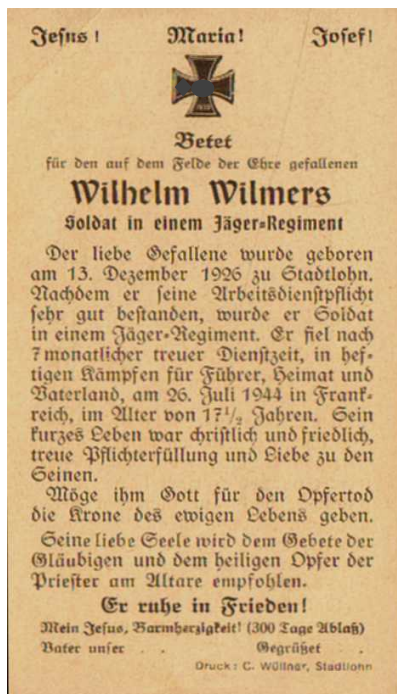 Jesus! Maria! Josef!
Betet
für den auf dem Felde der Ehre gefallenen
Wilhelm Wilmers
Soldat in einem Jäger-Regiment
Der liebe Gefallene wurde geboren
am 13. Dezember 1926 zu Stadtlohn.
Nachdem er seine Arbeitsdienstpflicht
sehr gut bestanden, wurde er Soldat
in einem Jäger-Regiment. Er fiel nach
7monatlicher treuer Dienstzeit, in hef-
tigen Kämpfen für Führer, Heimat und
Vaterland, am 26. Juli 1944 in Frank-
reich, im Alter von 17½ Jahren. Sein
kurzes Leben war christlich und friedlich,
treue Pflichterfüllung und Liebe zu den
Seinen.
Möge ihm Gott für den Opfertod
die Krone des ewigen Lebens geben.
Seine liebe Seele wird dem Gebete der
Gläubigen und dem heiligen Opfer der
Priester am Altare empfohlen.
Er ruhe in Frieden!
Mein Jesus, Barmherzigkeit! (300 Tage Ablaß)
Vater unser . . Gegrüßet . .
Druck: C. Wüllner, Stadtlohn